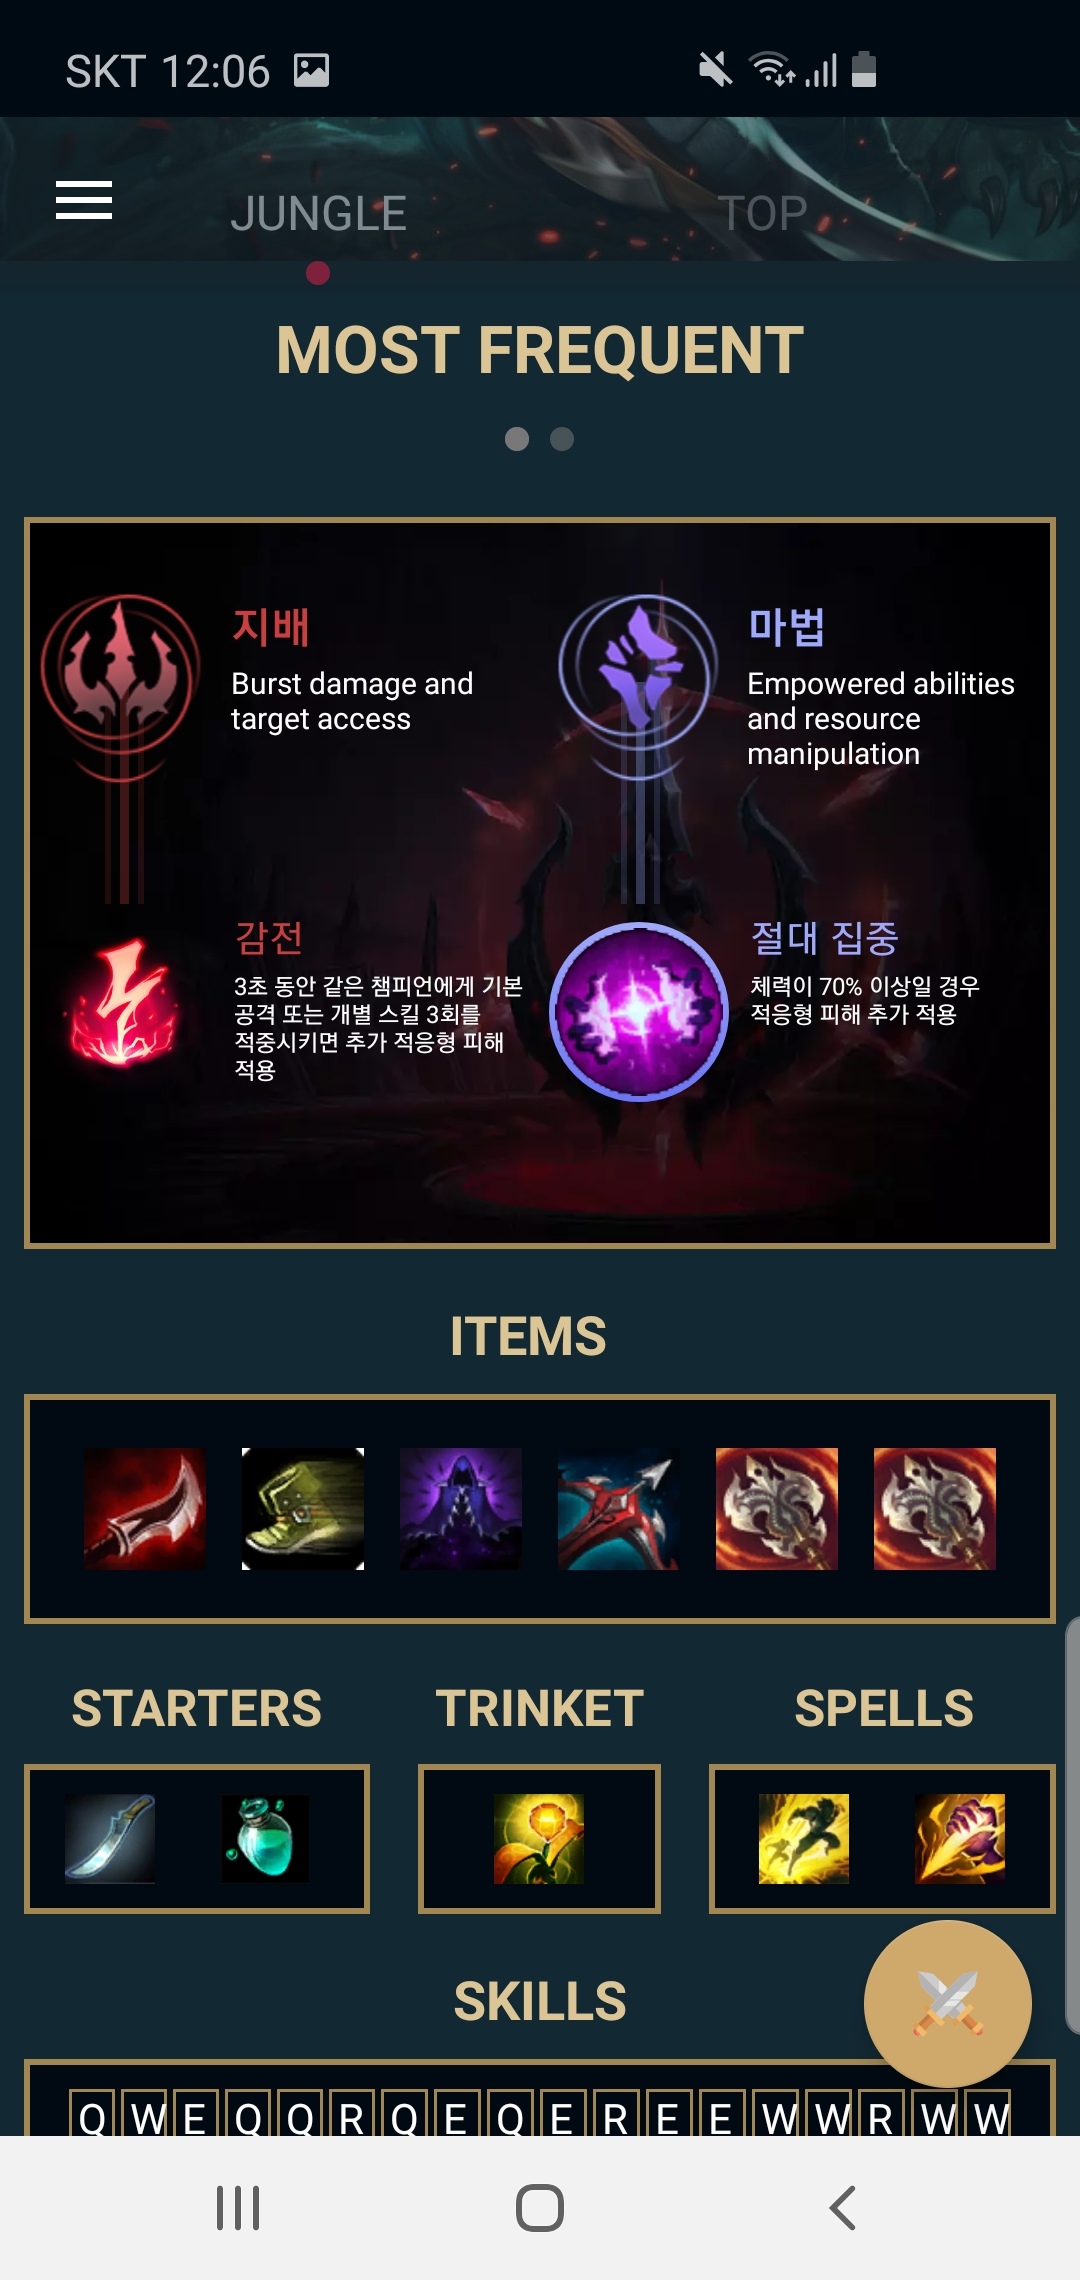 SKT 12:06
JUNGLE
TOP
MOST FREQUENT
지배
Burst damage and
target access
마법
Empowered abilities
and resource
manipulation
감전
3초 동안 같은 챔피언에게 기본
공격 또는 개별 스킬 3회를
적중시키면 추가 적응형 피해
적용
절대 집중
체력이 70% 이상일 경우
적응형 피해 추가 적용
ITEMS
STARTERS
TRINKET
SPELLS
SKILLS
Q W E Q Q R Q E Q E R E E W W R W W